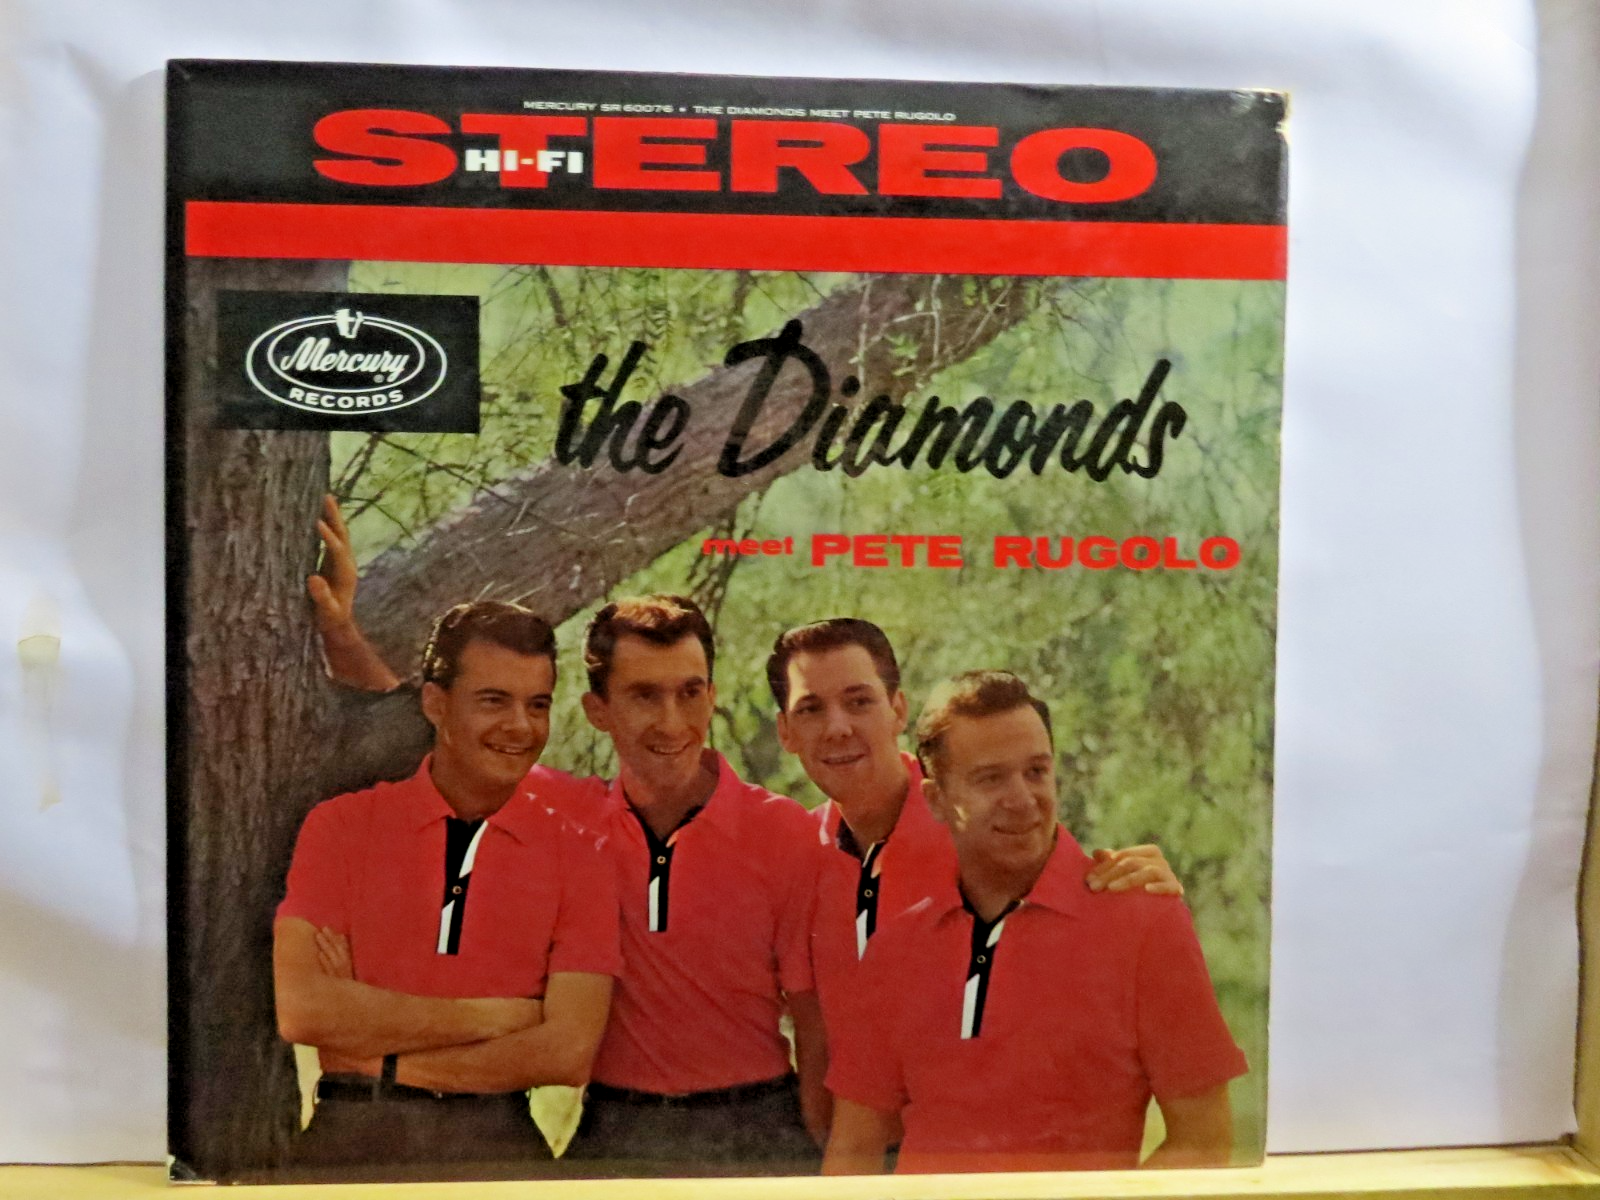 MERCURY SR 60076 • THE DIAMONDS MEET PETE RUGOLO
STEREO
HI-FI
Mercury®
RECORDS
the Diamonds
meet PETE RUGOLO